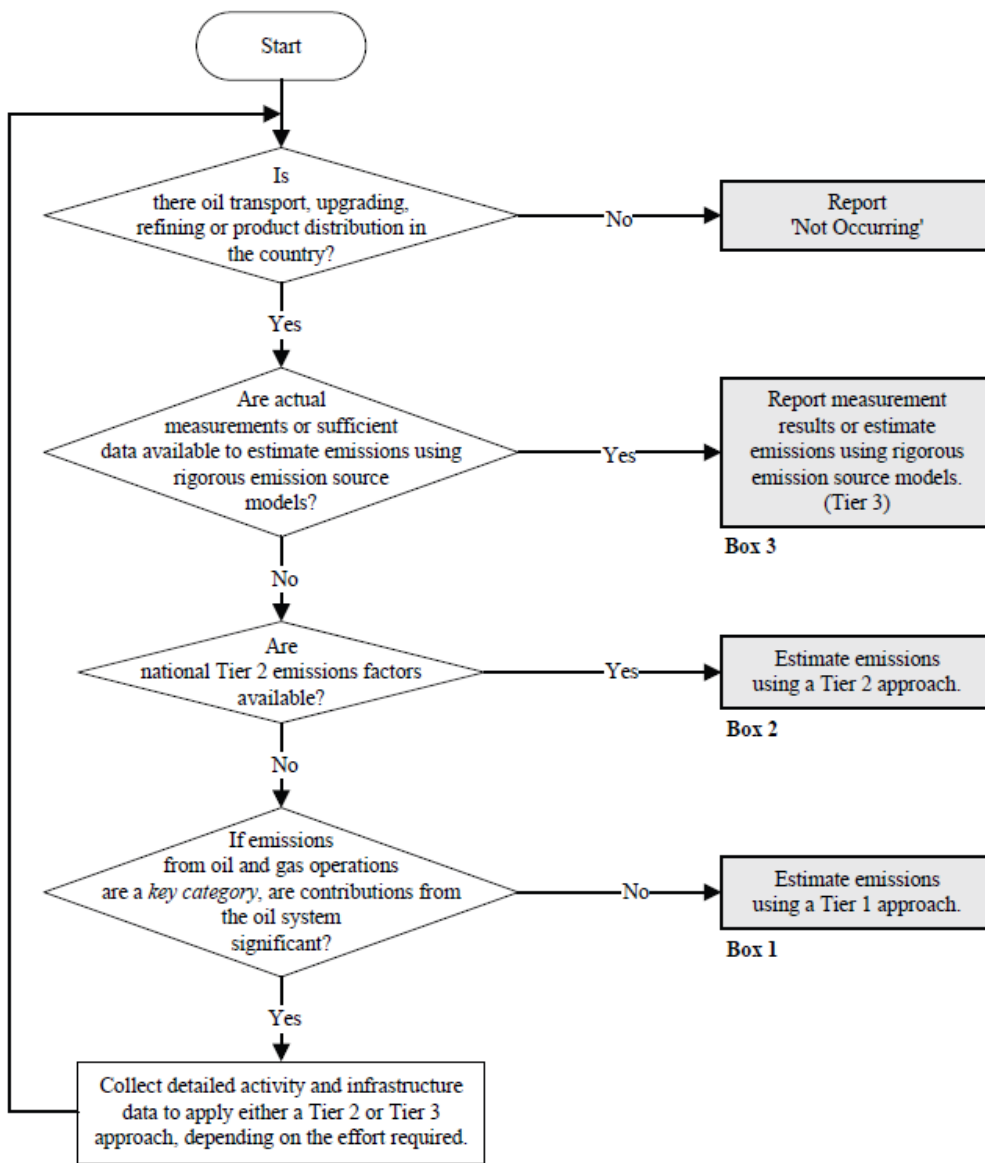 Start
Is
there oil transport, upgrading,
refining or product distribution in
the country?
No
Report
'Not Occurring'
Yes
Are actual
measurements or sufficient
data available to estimate emissions using
rigorous emission source
models?
Yes
Report measurement
results or estimate
emissions using rigorous
emission source models.
(Tier 3)
Box 3
No
Are
national Tier 2 emissions factors
available?
Yes
Estimate emissions
using a Tier 2 approach.
Box 2
No
If emissions
from oil and gas operations
are a key category, are contributions from
the oil system
significant?
No
Estimate emissions
using a Tier 1 approach.
Box 1
Yes
Collect detailed activity and infrastructure
data to apply either a Tier 2 or Tier 3
approach, depending on the effort required.